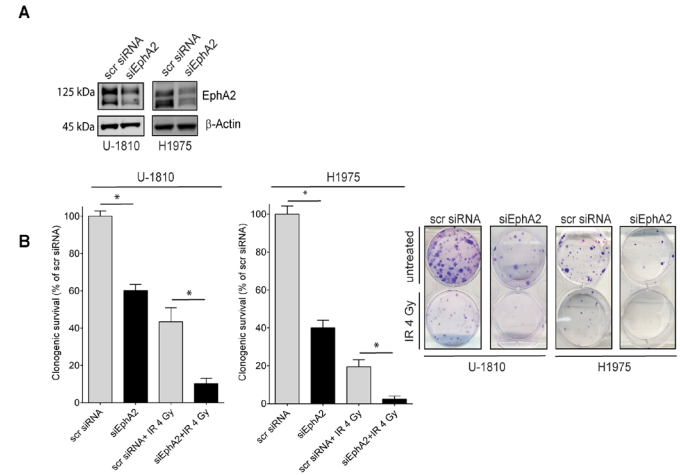 A
scr siRNA
siEphA2
scr siRNA
siEphA2
125 kDa
EphA2
45 kDa
β-Actin
U-1810
H1975
B
U-1810
*
*
Clonogenic survival (% of scr siRNA)
100
80
60
40
20
0
scr siRNA
siEphA2
scr siRNA+ IR 4 Gy
siEphA2+IR 4 Gy
H1975
*
*
Clonogenic survival (% of scr siRNA)
100
80
60
40
20
0
scr siRNA
siEphA2
scr siRNA+ IR 4 Gy
siEphA2+IR 4 Gy
scr siRNA
siEphA2
scr siRNA
siEphA2
untreated
IR 4 Gy
U-1810
H1975